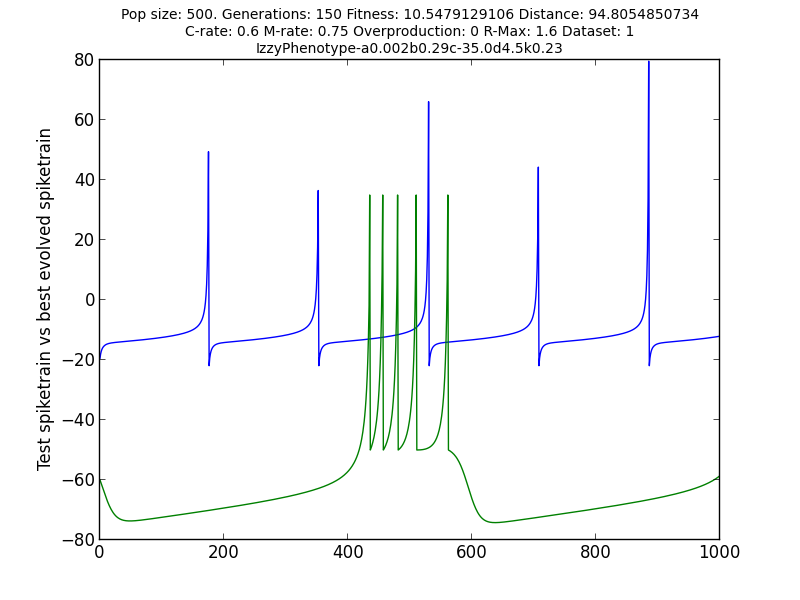 Pop size: 500. Generations: 150 Fitness: 10.5479129106 Distance: 94.8054850734
C-rate: 0.6 M-rate: 0.75 Overproduction: 0 R-Max: 1.6 Dataset: 1
IzzyPhenotype-a0.002b0.29c-35.0d4.5k0.23
Test spiketrain vs best evolved spiketrain
80
60
40
20
0
−20
−40
−60
−80
0 200 400 600 800 1000